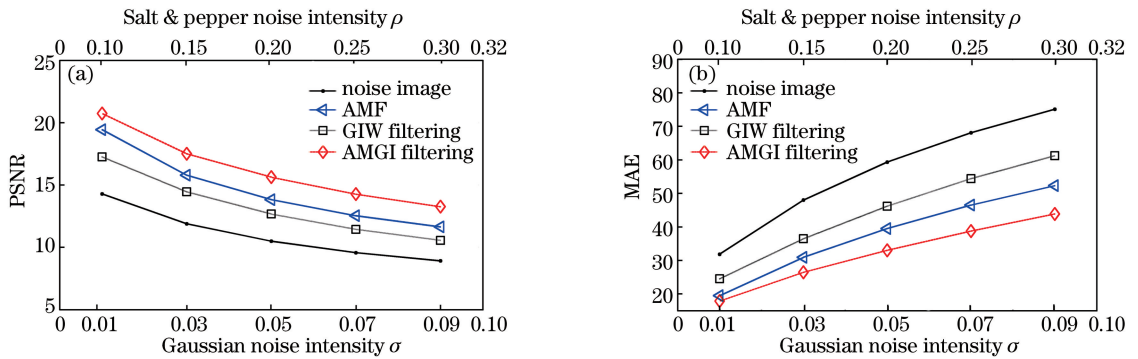 Salt & pepper noise intensity ρ
0 0.10 0.15 0.20 0.25 0.30 0.32
25
(a)
noise image
AMF
GIW filtering
AMGI filtering
20
15
10
5
PSNR
0 0.01 0.03 0.05 0.07 0.09 0.10
Gaussian noise intensity σ
Salt & pepper noise intensity ρ
0 0.10 0.15 0.20 0.25 0.30 0.32
90
(b)
noise image
AMF
GIW filtering
AMGI filtering
80
70
60
50
40
30
20
MAE
0 0.01 0.03 0.05 0.07 0.09 0.10
Gaussian noise intensity σ